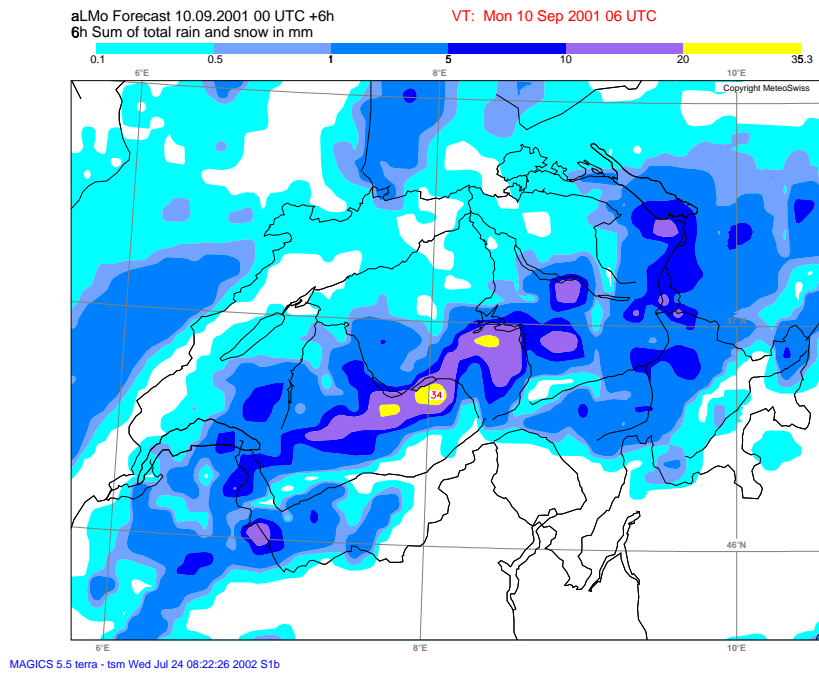 aLMo Forecast 10.09.2001 00 UTC +6h
VT: Mon 10 Sep 2001 06 UTC
6h Sum of total rain and snow in mm
0.1 0.5 1 5 10 20 35.3
6°E 8°E 10°E
Copyright MeteoSwiss
34
46°N
6°E 8°E 10°E
MAGICS 5.5 terra - tsm Wed Jul 24 08:22:26 2002 S1b